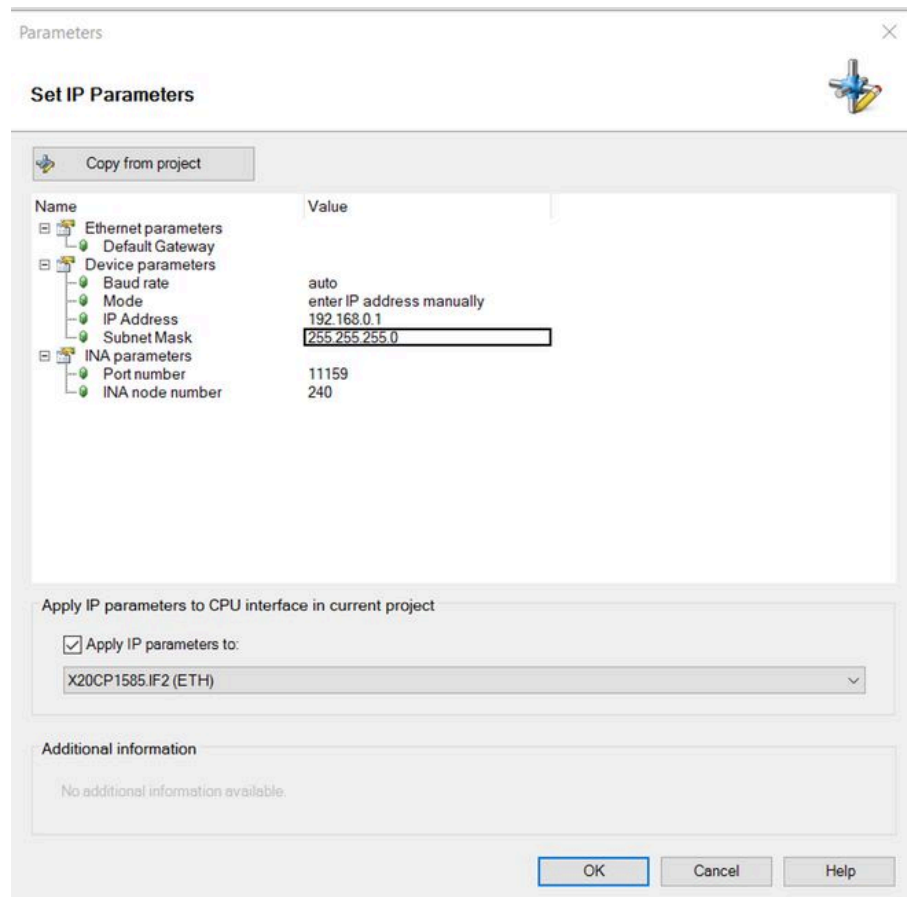 Parameters
Set IP Parameters
Copy from project
Name Value
Ethernet parameters
Default Gateway
Device parameters
Baud rate auto
Mode enter IP address manually
IP Address 192.168.0.1
Subnet Mask 255.255.255.0
INA parameters
Port number 11159
INA node number 240
Apply IP parameters to CPU interface in current project
Apply IP parameters to:
X20CP1585.IF2 (ETH)
Additional information
No additional information available.
OK Cancel Help